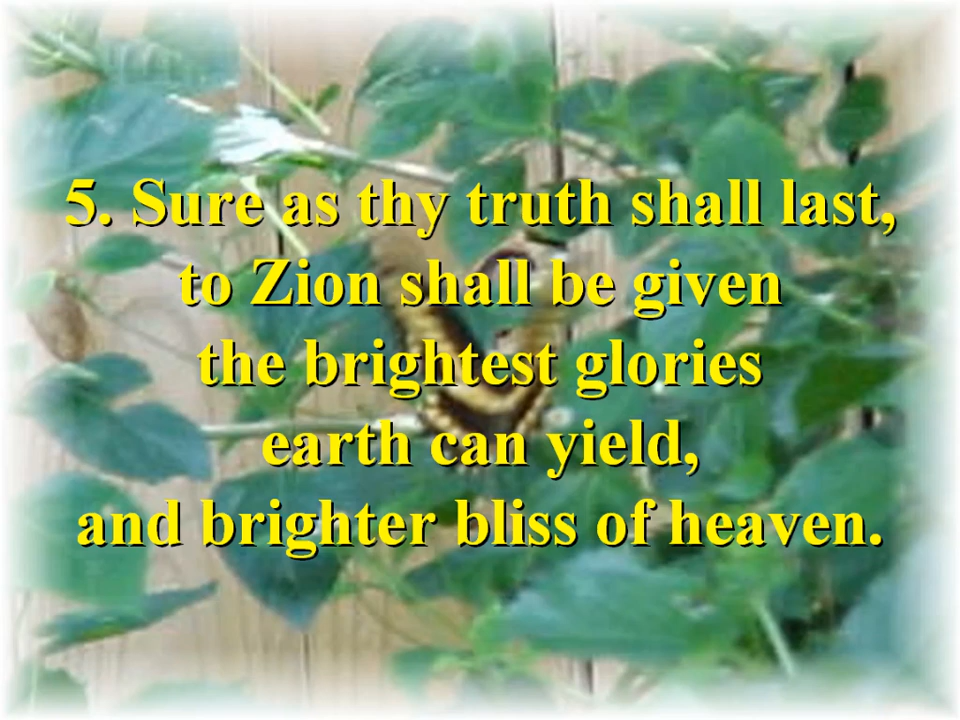 5. Sure as thy truth shall last,
to Zion shall be given
the brightest glories
earth can yield,
and brighter bliss of heaven.